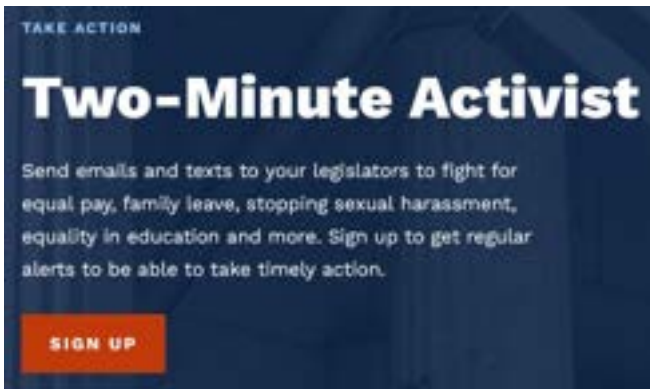 TAKE ACTION
Two-Minute Activist
Send emails and texts to your legislators to fight for
equal pay, family leave, stopping sexual harassment,
equality in education and more. Sign up to get regular
alerts to be able to take timely action.
SIGN UP